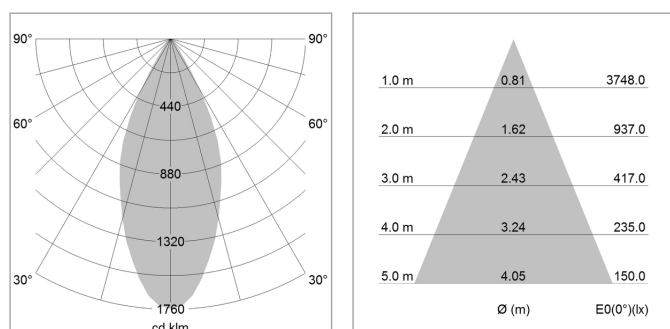 90° 90°
440
60° 60°
880
1320
30° 30°
1760
cd klm
1.0 m 0.81 3748.0
2.0 m 1.62 937.0
3.0 m 2.43 417.0
4.0 m 3.24 235.0
5.0 m 4.05 150.0
Ø (m) E0(0°)(lx)